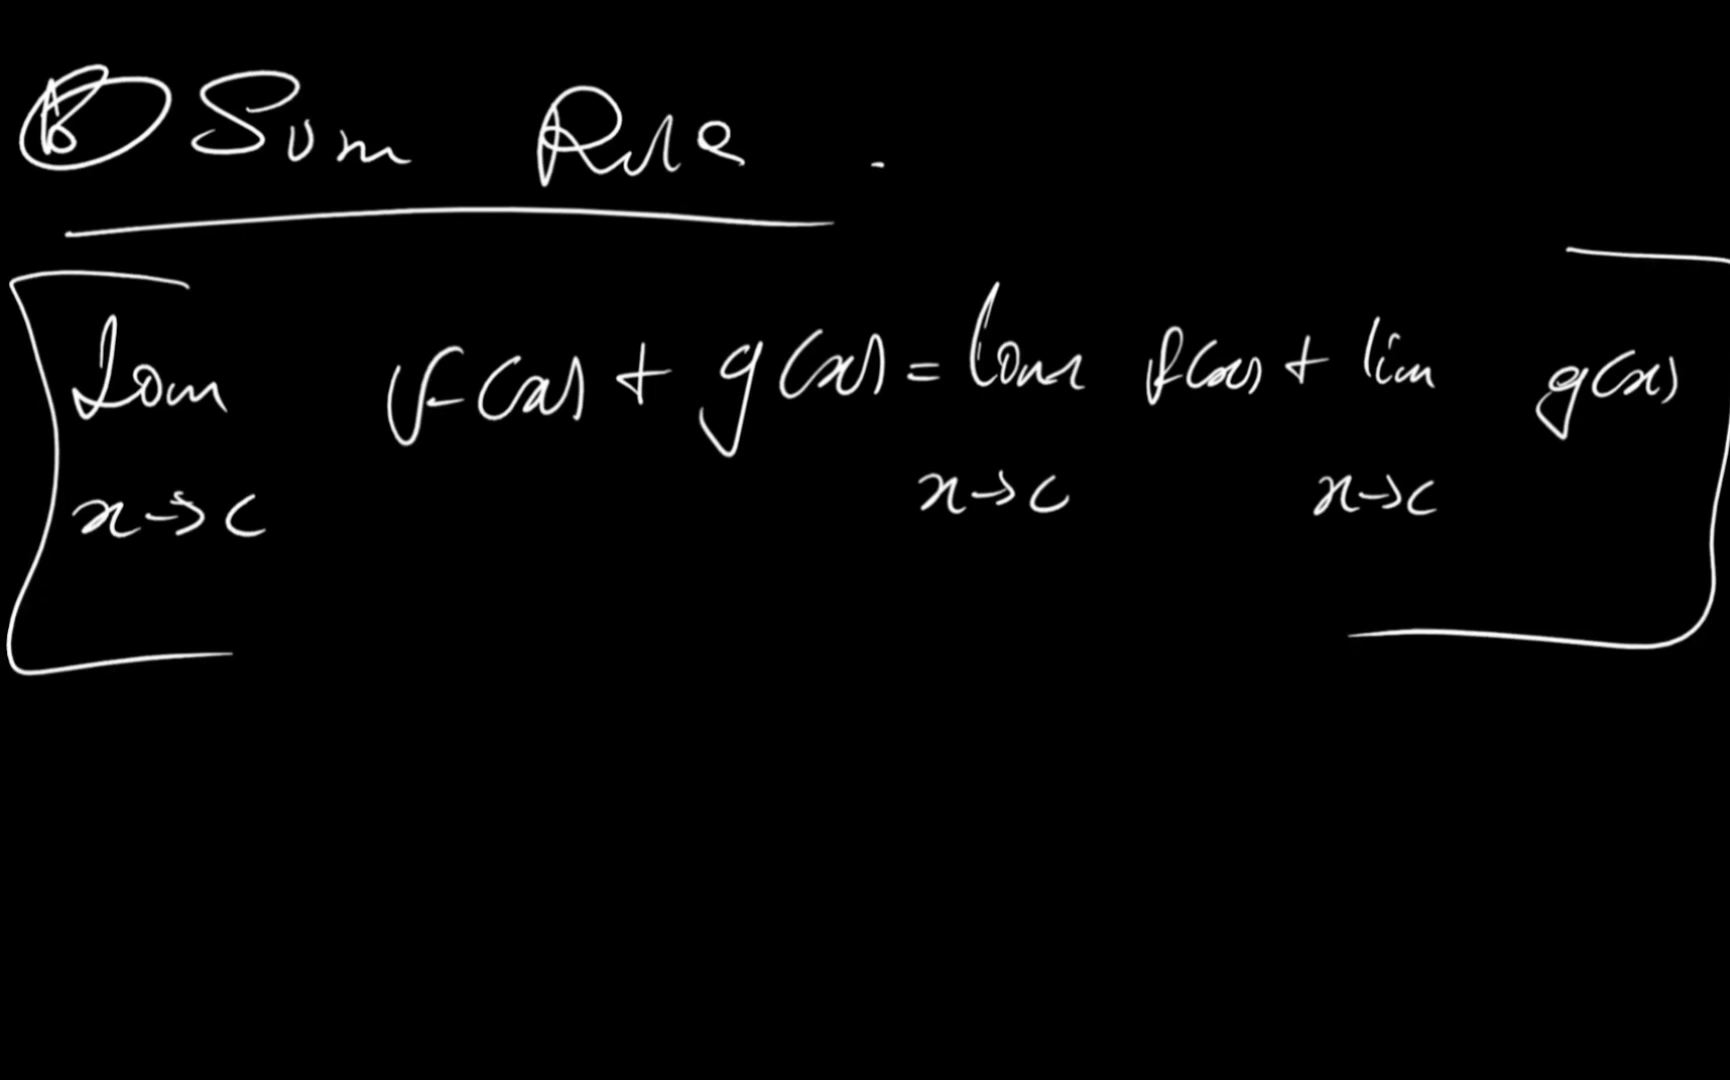 B Sum Rule .
Lim f(x) + g(x) = lim f(x) + lim g(x)
x→c x→c x→c